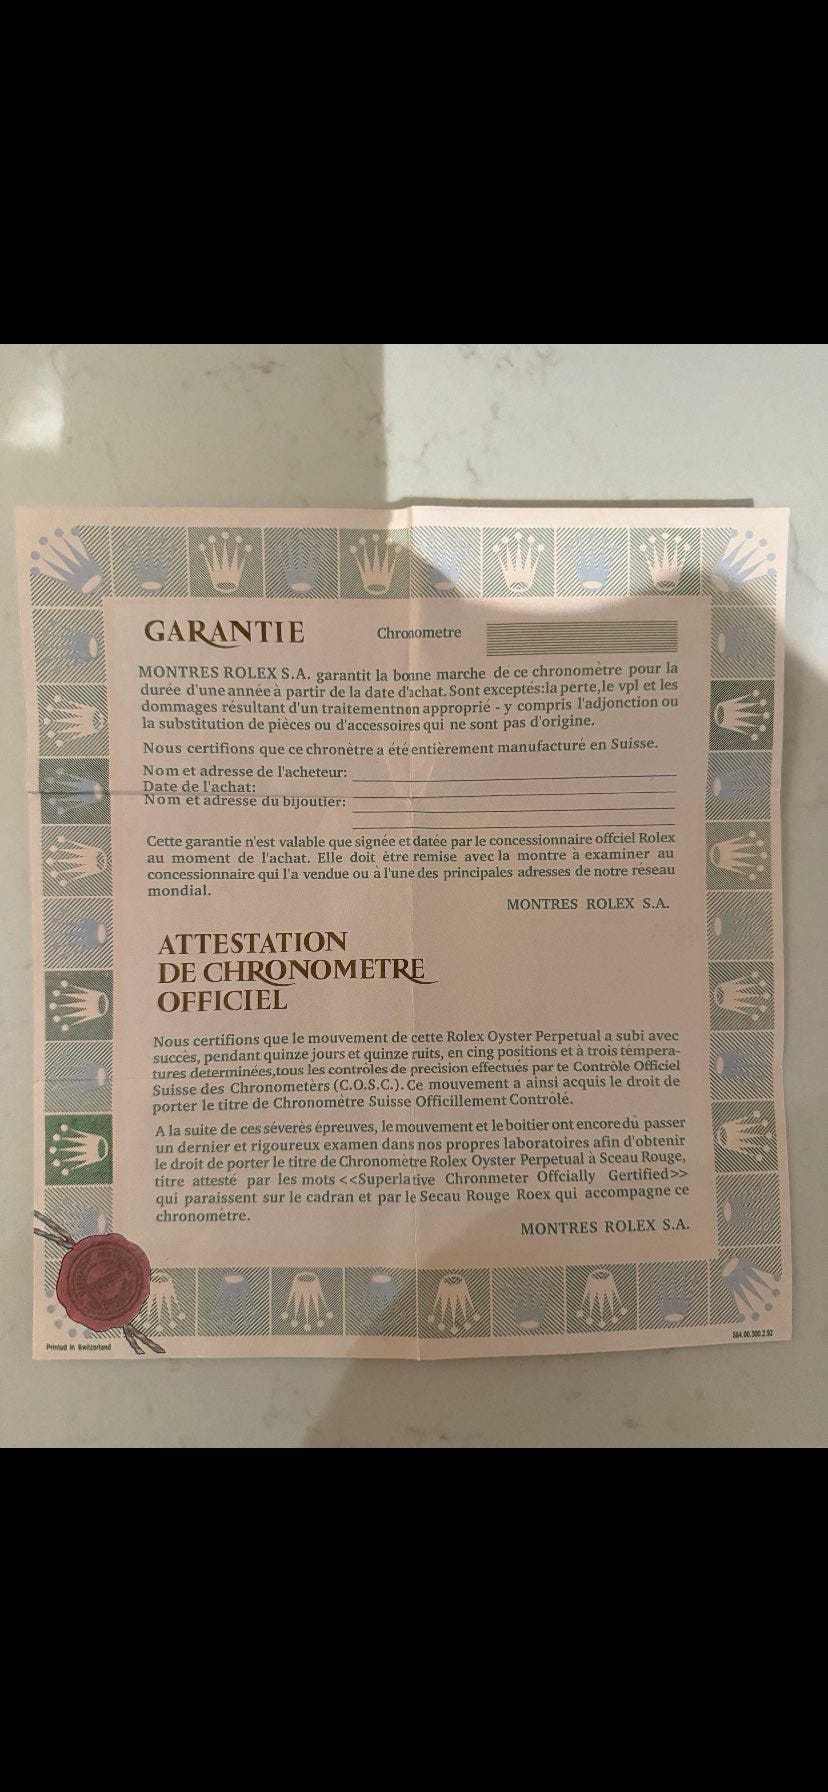 GARANTIE
Chronometre
MONTRES ROLEX S.A. garantit la bonne marche de ce chronomètre pour la
durée d'une année à partir de la date d'achat. Sont exceptés:la perte,le vpl et les
dommages résultant d'un traitementnon approprié - y compris l'adjonction ou
la substitution de pièces ou d'accessoires qui ne sont pas d'origine.
Nous certifions que ce chronètre a été entièrement manufacturé en Suisse.
Nom et adresse de l'acheteur:
Date de l'achat:
Nom et adresse du bijoutier:
Cette garantie n'est valable que signée et datée par le concessionnaire offciel Rolex
au moment de l'achat. Elle doit être remise avec la montre à examiner au
concessionnaire qui l'a vendue ou à l'une des principales adresses de notre réseau
mondial.
MONTRES ROLEX S.A.
ATTESTATION
DE CHRONOMETRE
OFFICIEL
Nous certifions que le mouvement de cette Rolex Oyster Perpetual a subi avec
succès, pendant quinze jours et quinze ruits, en cinq positions et à trois témpera-
tures determinées,tous les contrôles de precision effectués par te Contrôle Officiel
Suisse des Chronometèrs (C.O.S.C.). Ce mouvement a ainsi acquis le droit de
porter le titre de Chronomètre Suisse Officillement Contrôlé.
A la suite de ces séverès épreuves, le mouvement et le boitier ont encore dû passer
un dernier et rigoureux examen dans nos propres laboratoires afin d'obtenir
le droit de porter le titre de Chronomètre Rolex Oyster Perpetual à Sceau Rouge,
titre attesté par les mots <<Superlative Chronmeter Offcially Gertified>>
qui paraissent sur le cadran et par le Secau Rouge Roex qui accompagne ce
chronomètre.
MONTRES ROLEX S.A.
Printed in Switzerland
564.00.300.2.92